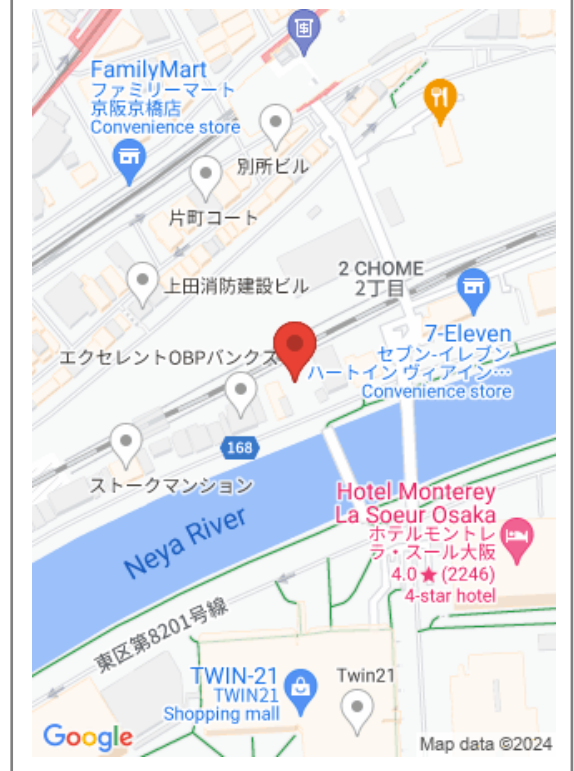 FamilyMart
ファミリーマート
京阪京橋店
Convenience store
別所ビル
片町コート
2 CHOME
2丁目
上田消防建設ビル
7-Eleven
セブン-イレブン
ハートイン ヴィアイン…
Convenience store
エクセレントOBPバンクス
168
ストークマンション
Neya River
Hotel Monterey
La Soeur Osaka
ホテルモントレ
ラ・スール大阪
4.0★(2246)
4-star hotel
東区第8201号線
TWIN-21
TWIN21
Shopping mall
Twin21
Google
Map data ©2024